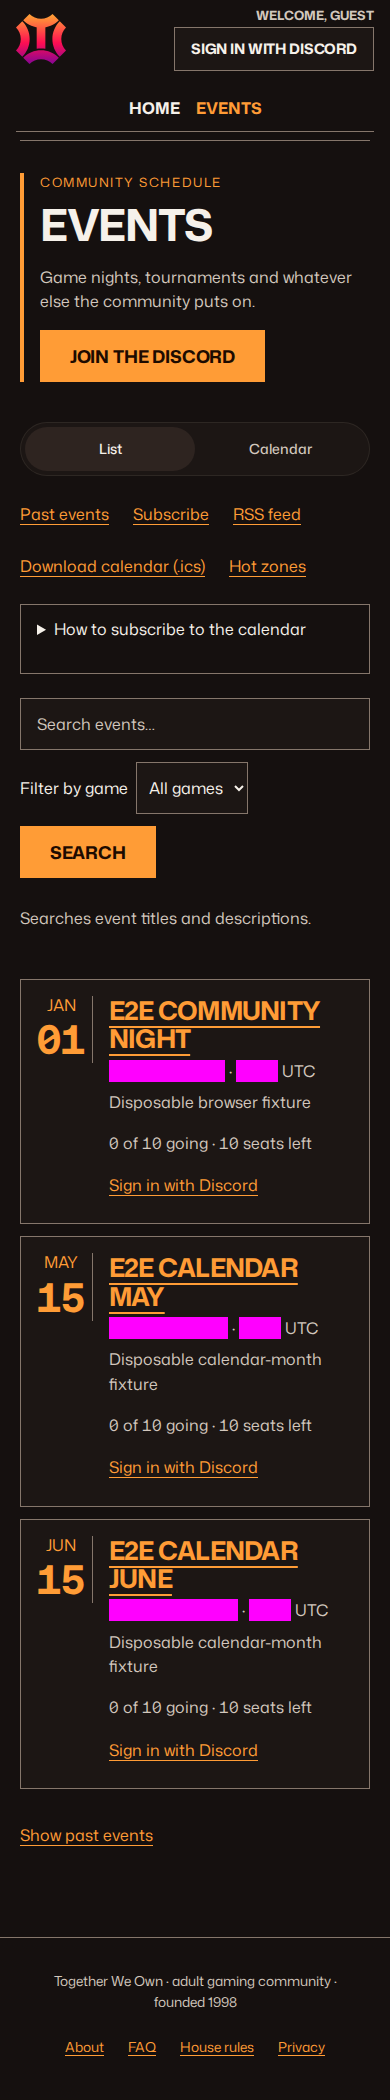 WELCOME, GUEST
SIGN IN WITH DISCORD
HOME EVENTS
COMMUNITY SCHEDULE
EVENTS
Game nights, tournaments and whatever
else the community puts on.
JOIN THE DISCORD
List Calendar
Past events Subscribe RSS feed
Download calendar (.ics) Hot zones
How to subscribe to the calendar
Search events...
Filter by game All games
SEARCH
Searches event titles and descriptions.
JAN
01
E2E COMMUNITY
NIGHT
· UTC
Disposable browser fixture
0 of 10 going · 10 seats left
Sign in with Discord
MAY
15
E2E CALENDAR
MAY
· UTC
Disposable calendar-month
fixture
0 of 10 going · 10 seats left
Sign in with Discord
JUN
15
E2E CALENDAR
JUNE
· UTC
Disposable calendar-month
fixture
0 of 10 going · 10 seats left
Sign in with Discord
Show past events
Together We Own · adult gaming community ·
founded 1998
About FAQ House rules Privacy